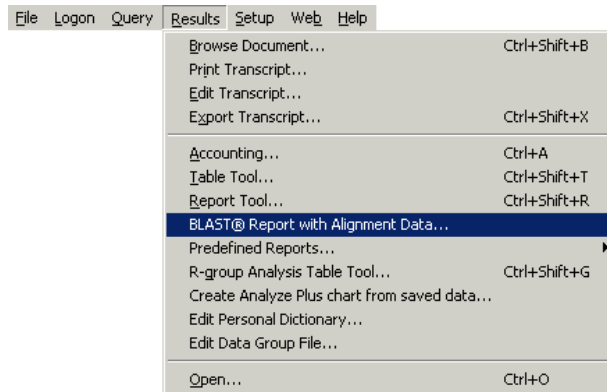 File Logon Query Results Setup Web Help
Browse Document... Ctrl+Shift+B
Print Transcript...
Edit Transcript...
Export Transcript... Ctrl+Shift+X
Accounting... Ctrl+A
Table Tool... Ctrl+Shift+T
Report Tool... Ctrl+Shift+R
BLAST® Report with Alignment Data...
Predefined Reports...
R-group Analysis Table Tool... Ctrl+Shift+G
Create Analyze Plus chart from saved data...
Edit Personal Dictionary...
Edit Data Group File...
Open... Ctrl+O